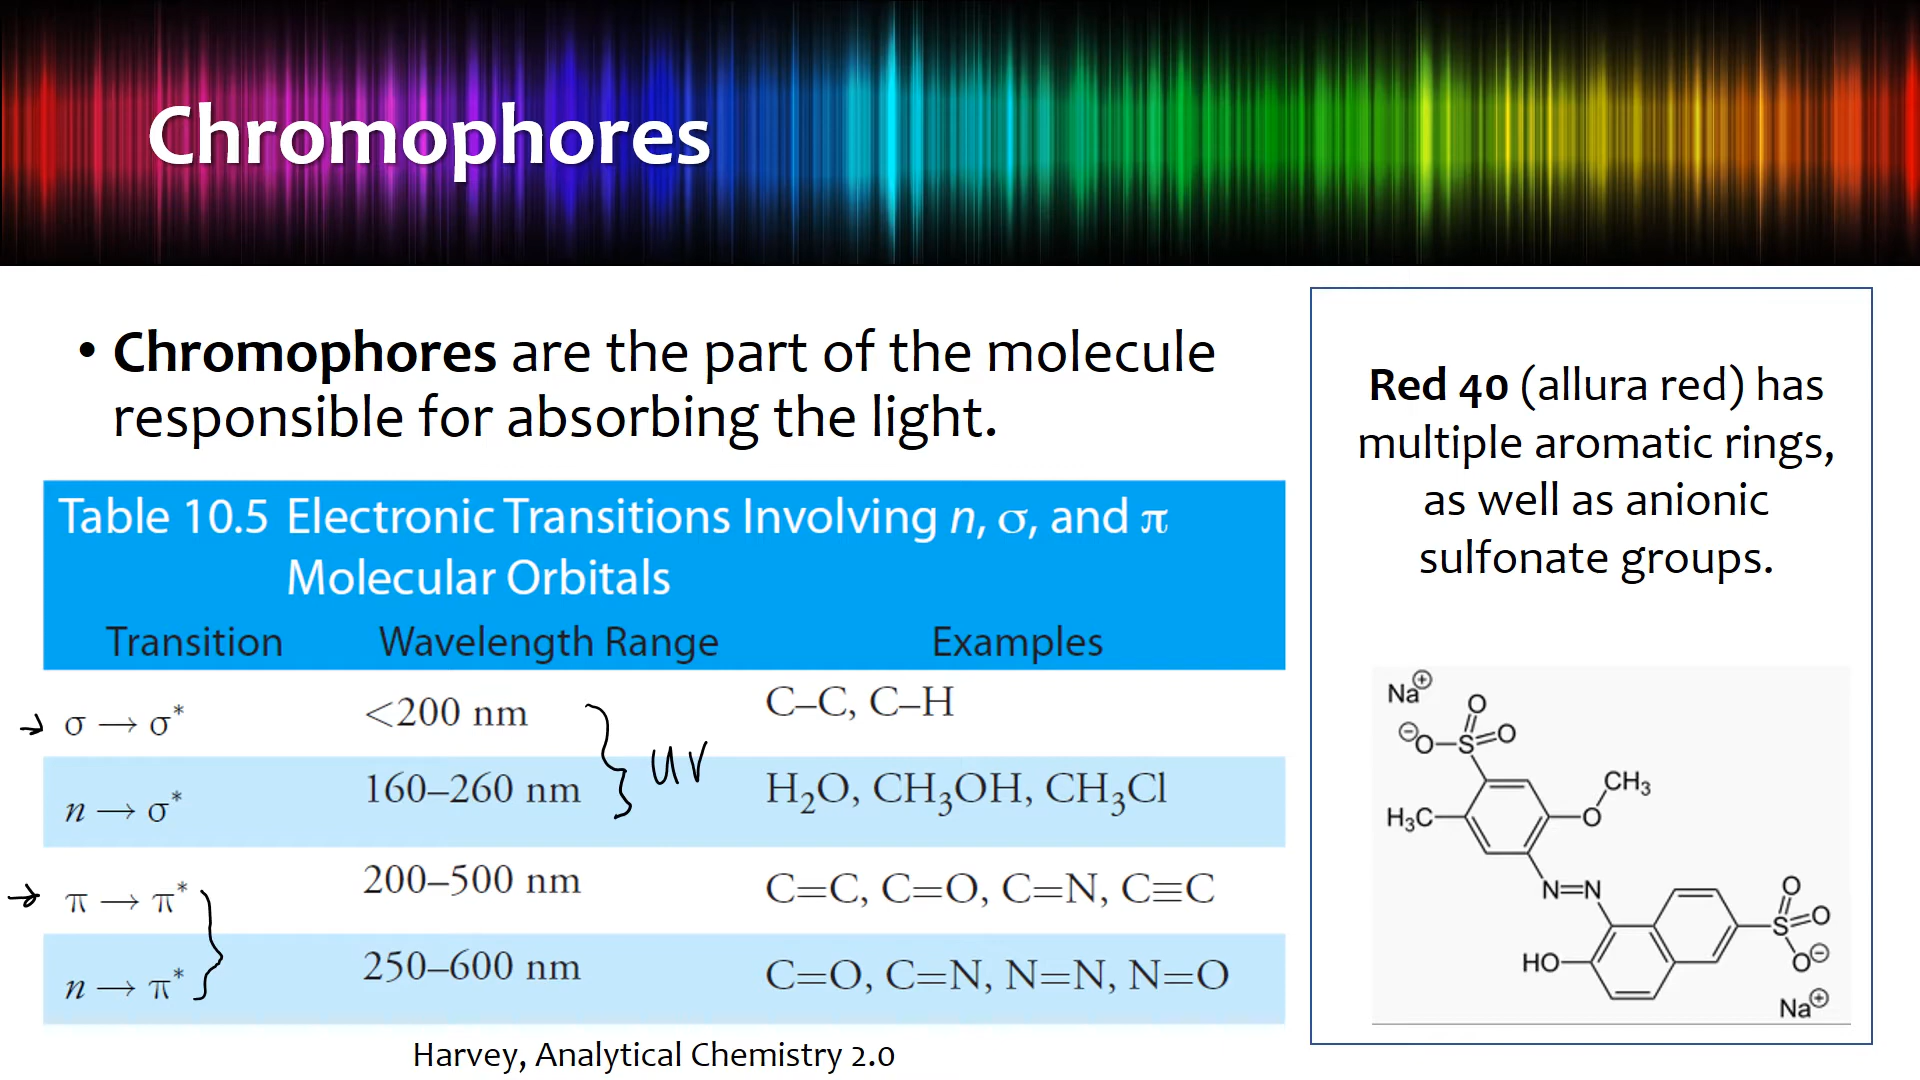 Chromophores
• Chromophores are the part of the molecule
responsible for absorbing the light.
Table 10.5 Electronic Transitions Involving n, σ, and π
Molecular Orbitals
Transition Wavelength Range Examples
σ → σ* <200 nm C–C, C–H
n → σ* 160–260 nm H₂O, CH₃OH, CH₃Cl
UV
π → π* 200–500 nm C=C, C=O, C=N, C≡C
n → π* 250–600 nm C=O, C=N, N=N, N=O
Harvey, Analytical Chemistry 2.0
Red 40 (allura red) has
multiple aromatic rings,
as well as anionic
sulfonate groups.
Na⊕
O
⊖O–S=O
CH₃
H₃C O
N=N
O
S=O
HO O⊖
Na⊕